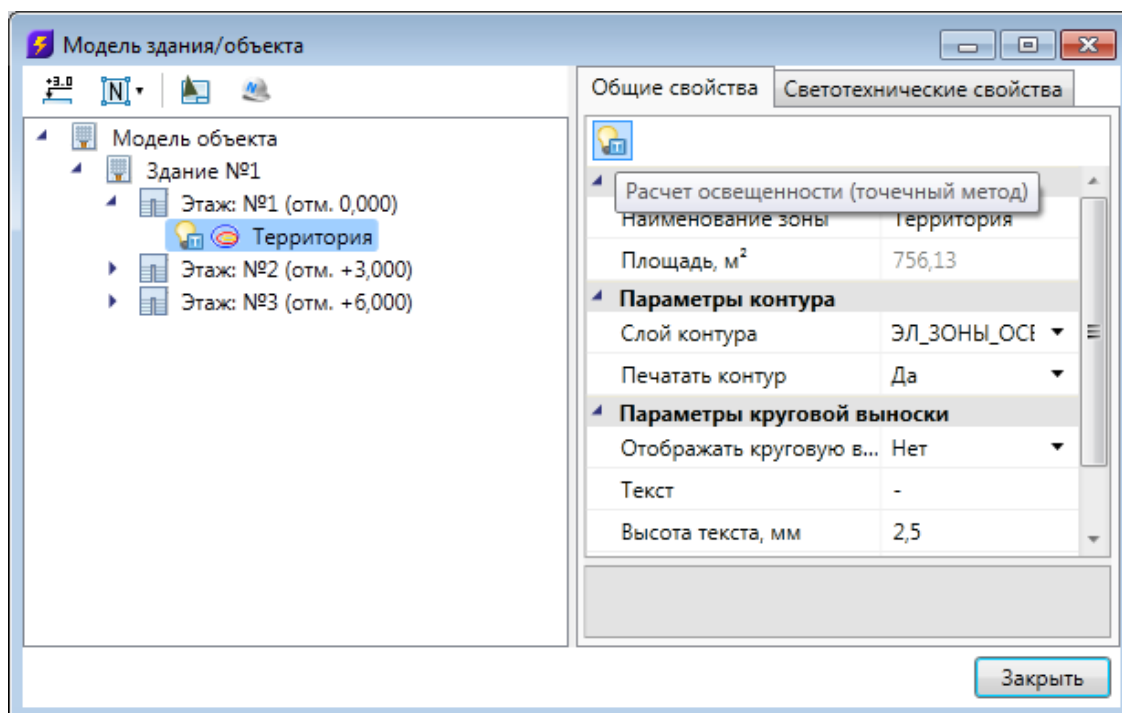 Модель здания/объекта
+3.0
N
Модель объекта
Здание №1
Этаж: №1 (отм. 0,000)
Территория
Этаж: №2 (отм. +3,000)
Этаж: №3 (отм. +6,000)
Общие свойства
Светотехнические свойства
Расчет освещенности (точечный метод)
Наименование зоны Территория
Площадь, м² 756,13
Параметры контура
Слой контура ЭЛ_ЗОНЫ_ОСЕ
Печатать контур Да
Параметры круговой выноски
Отображать круговую в... Нет
Текст -
Высота текста, мм 2,5
Закрыть